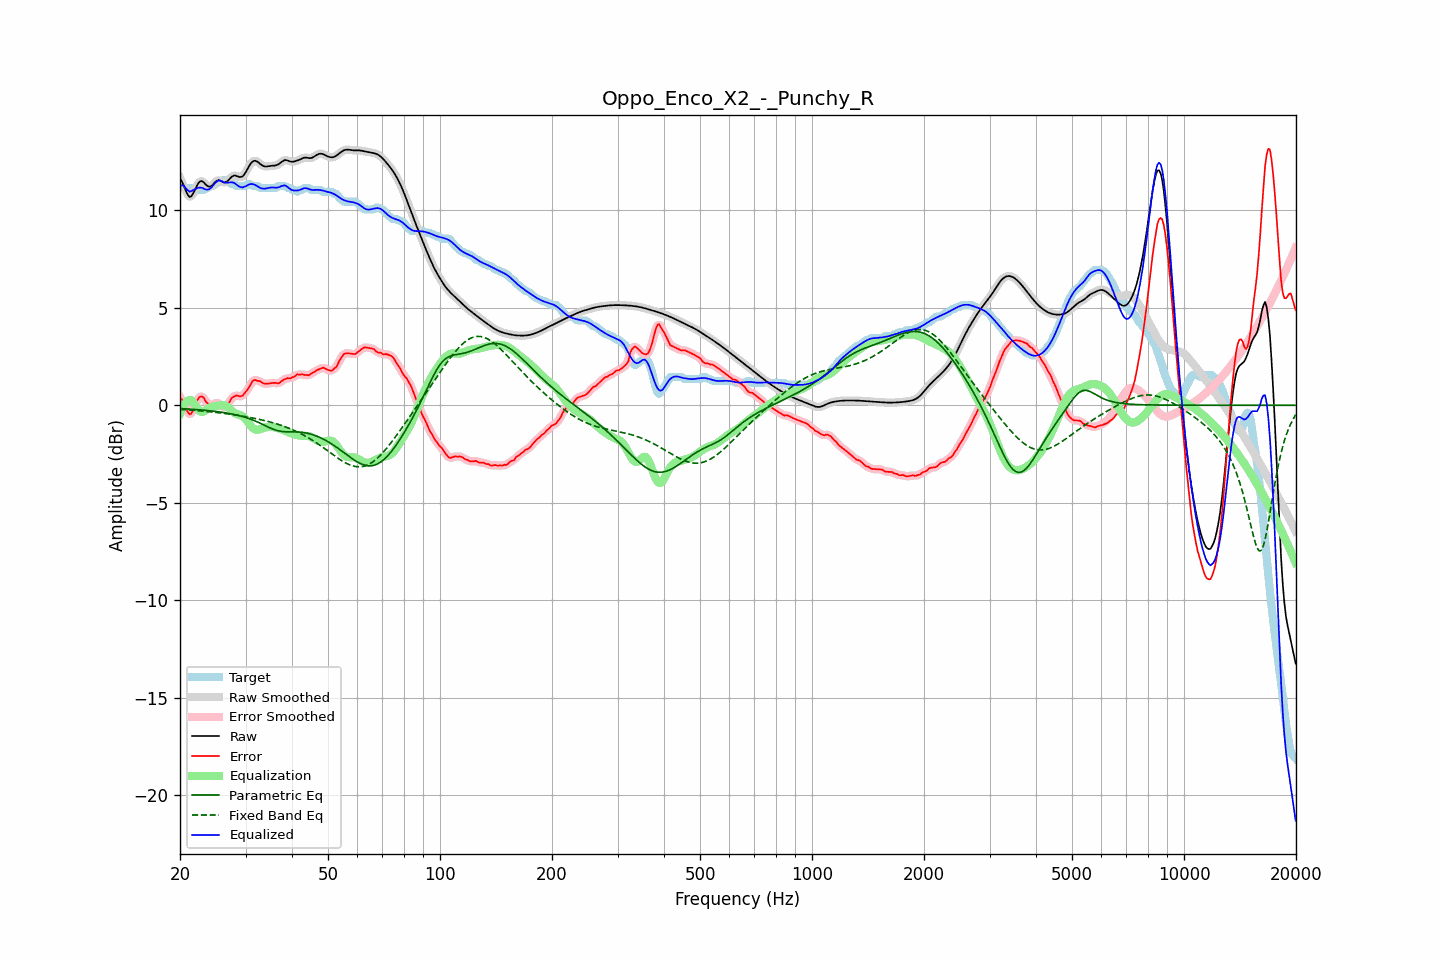 Oppo_Enco_X2_-_Punchy_R
Amplitude (dBr)
10
5
0
−5
−10
−15
−20
Target
Raw Smoothed
Error Smoothed
Raw
Error
Equalization
Parametric Eq
Fixed Band Eq
Equalized
20 50 100 200 500 1000 2000 5000 10000 20000
Frequency (Hz)